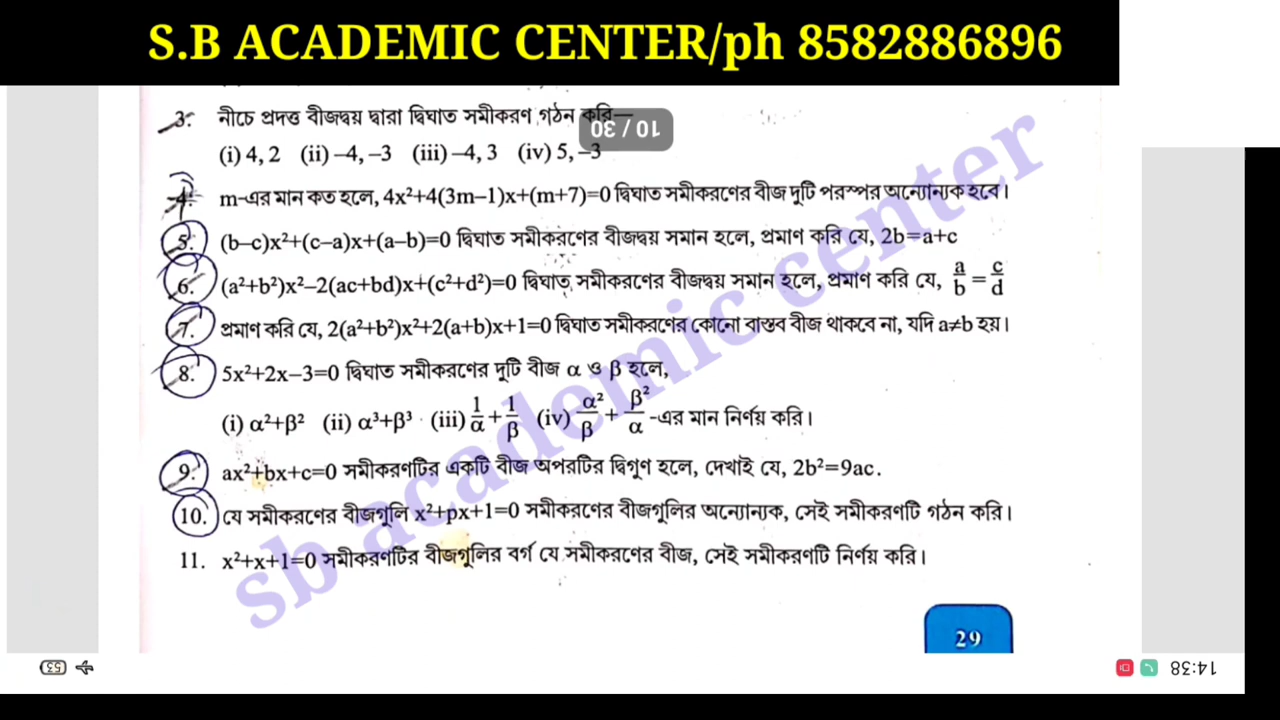 S.B ACADEMIC CENTER/ph 8582886896
3. নীচে প্রদত্ত বীজদ্বয় দ্বারা দ্বিঘাত সমীকরণ গঠন করি—
10 / 30
(i) 4, 2 (ii) –4, –3 (iii) –4, 3 (iv) 5, –3
4. m-এর মান কত হলে, 4x²+4(3m–1)x+(m+7)=0 দ্বিঘাত সমীকরণের বীজ দুটি পরস্পর অন্যোন্যক হবে।
5. (b–c)x²+(c–a)x+(a–b)=0 দ্বিঘাত সমীকরণের বীজদ্বয় সমান হলে, প্রমাণ করি যে, 2b=a+c
6. (a²+b²)x²–2(ac+bd)x+(c²+d²)=0 দ্বিঘাত সমীকরণের বীজদ্বয় সমান হলে, প্রমাণ করি যে, a/b = c/d
7. প্রমাণ করি যে, 2(a²+b²)x²+2(a+b)x+1=0 দ্বিঘাত সমীকরণের কোনো বাস্তব বীজ থাকবে না, যদি a≠b হয়।
8. 5x²+2x–3=0 দ্বিঘাত সমীকরণের দুটি বীজ α ও β হলে,
(i) α²+β² (ii) α³+β³ (iii) 1/α + 1/β (iv) α²/β + β²/α -এর মান নির্ণয় করি।
9. ax²+bx+c=0 সমীকরণটির একটি বীজ অপরটির দ্বিগুণ হলে, দেখাই যে, 2b²=9ac.
10. যে সমীকরণের বীজগুলি x²+px+1=0 সমীকরণের বীজগুলির অন্যোন্যক, সেই সমীকরণটি গঠন করি।
11. x²+x+1=0 সমীকরণটির বীজগুলির বর্গ যে সমীকরণের বীজ, সেই সমীকরণটি নির্ণয় করি।
sb academic center
29
53
14:38